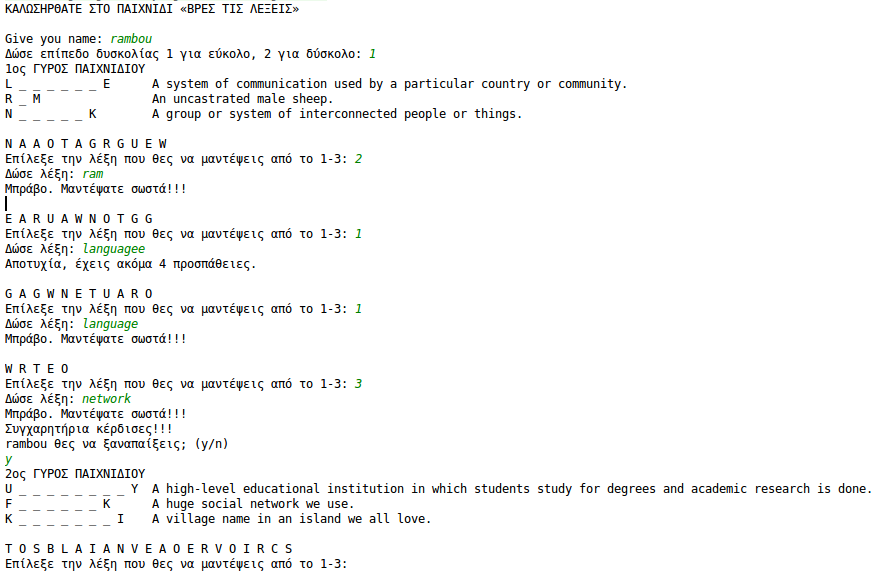 ΚΑΛΩΣΗΡΘΑΤΕ ΣΤΟ ΠΑΙΧΝΙΔΙ «ΒΡΕΣ ΤΙΣ ΛΕΞΕΙΣ»
Give you name: rambou
Δώσε επίπεδο δυσκολίας 1 για εύκολο, 2 για δύσκολο: 1
1ος ΓΥΡΟΣ ΠΑΙΧΝΙΔΙΟΥ
L _ _ _ _ _ _ E A system of communication used by a particular country or community.
R _ M An uncastrated male sheep.
N _ _ _ _ _ K A group or system of interconnected people or things.
N A A O T A G R G U E W
Επίλεξε την λέξη που θες να μαντέψεις από το 1-3: 2
Δώσε λέξη: ram
Μπράβο. Μαντέψατε σωστά!!!
E A R U A W N O T G G
Επίλεξε την λέξη που θες να μαντέψεις από το 1-3: 1
Δώσε λέξη: languagee
Αποτυχία, έχεις ακόμα 4 προσπάθειες.
G A G W N E T U A R O
Επίλεξε την λέξη που θες να μαντέψεις από το 1-3: 1
Δώσε λέξη: language
Μπράβο. Μαντέψατε σωστά!!!
W R T E O
Επίλεξε την λέξη που θες να μαντέψεις από το 1-3: 3
Δώσε λέξη: network
Μπράβο. Μαντέψατε σωστά!!!
Συγχαρητήρια κέρδισες!!!
rambou θες να ξαναπαίξεις; (y/n)
y
2ος ΓΥΡΟΣ ΠΑΙΧΝΙΔΙΟΥ
U _ _ _ _ _ _ _ _ Y A high-level educational institution in which students study for degrees and academic research is done.
F _ _ _ _ _ _ K A huge social network we use.
K _ _ _ _ _ _ _ I A village name in an island we all love.
T O S B L A I A N V E A O E R V O I R C S
Επίλεξε την λέξη που θες να μαντέψεις από το 1-3: